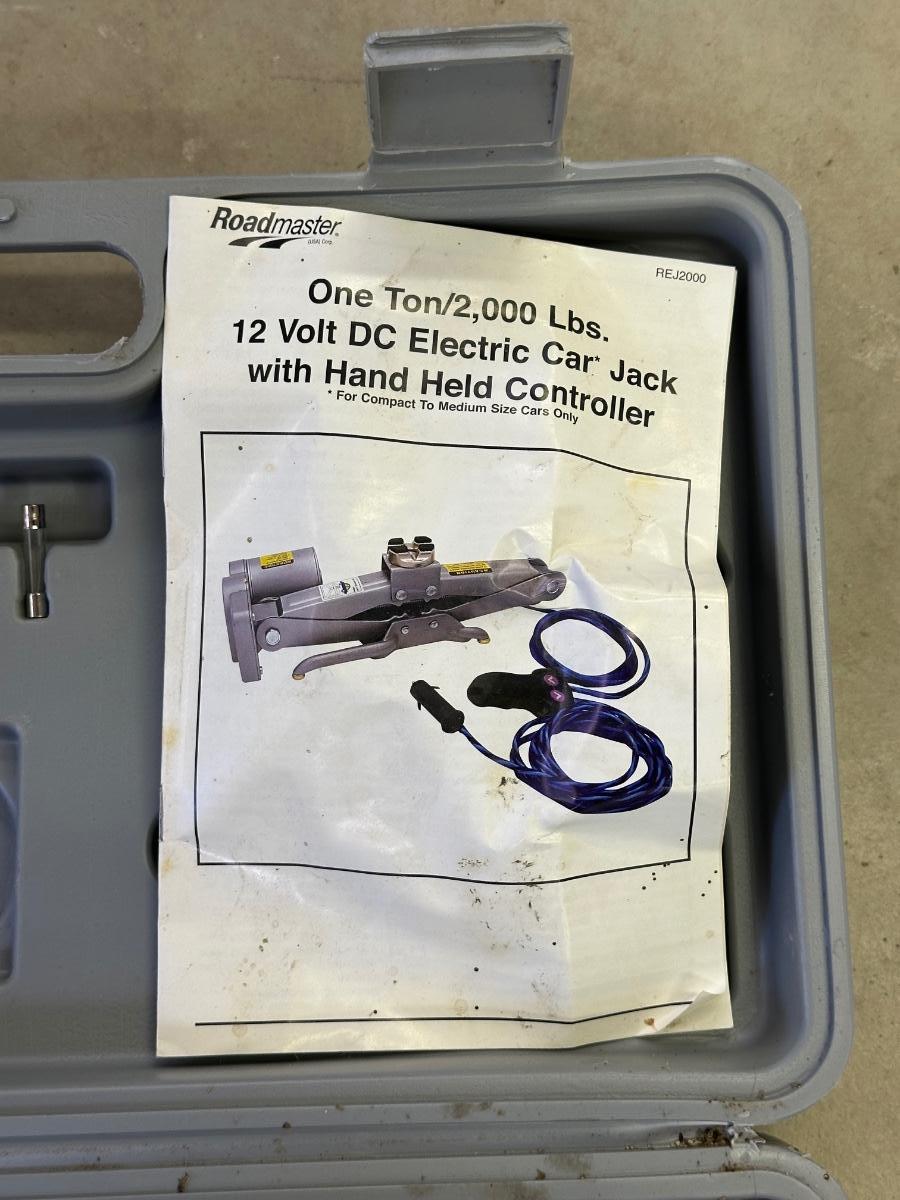 Roadmaster®
(USA) Corp.
REJ2000
One Ton/2,000 Lbs.
12 Volt DC Electric Car* Jack
with Hand Held Controller
* For Compact To Medium Size Cars Only